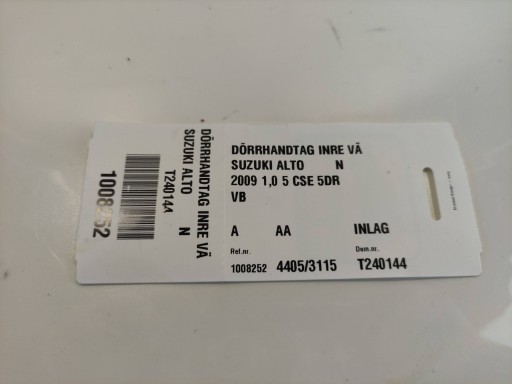 DÖRRHANDTAG INRE VÄ
SUZUKI ALTO N
2009 1,0 5 CSE 5DR
VB
A AA INLAG
Ref.nr. Dem.nr.
1008252 4405/3115 T240144
DÖRRHANDTAG INRE VÄ
SUZUKI ALTO N
T240144
1008252